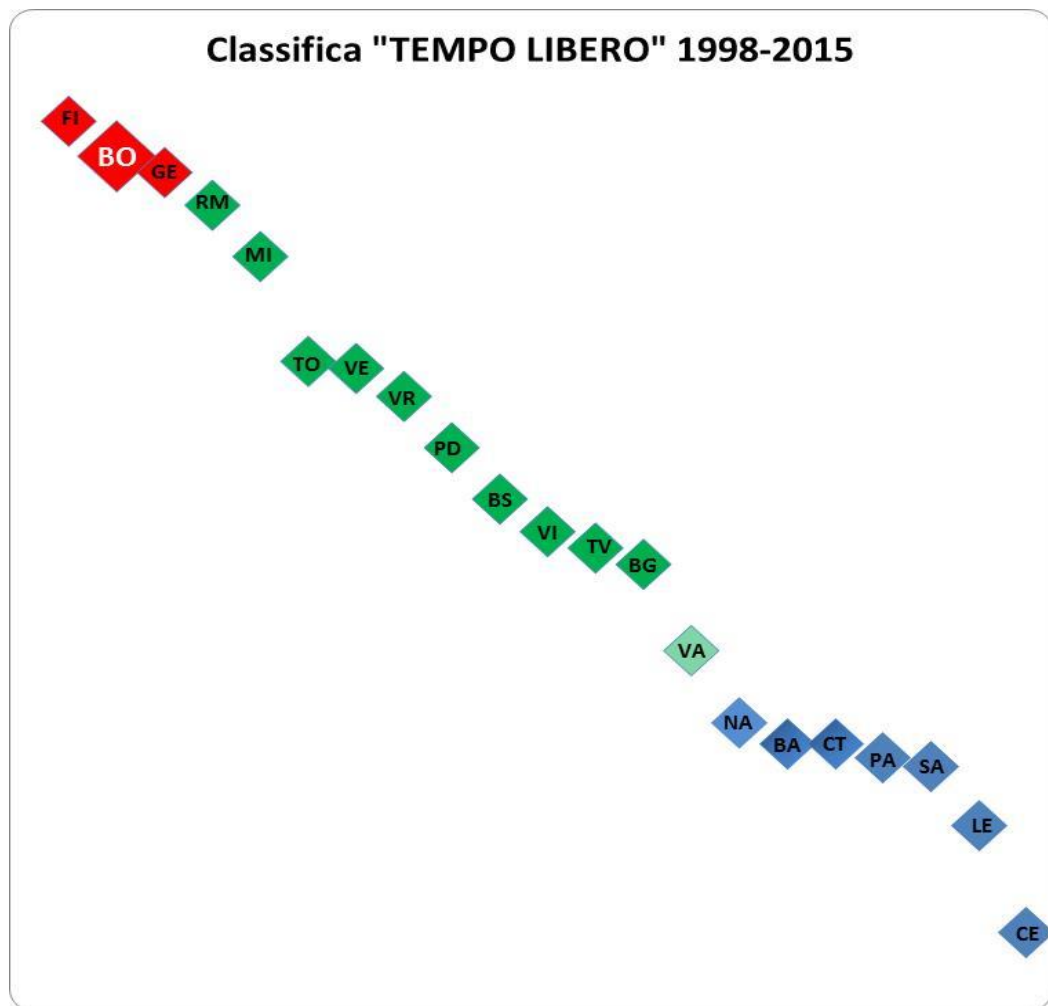 Classifica "TEMPO LIBERO" 1998-2015
FI
BO
GE
RM
MI
TO
VE
VR
PD
BS
VI
TV
BG
VA
NA
BA
CT
PA
SA
LE
CE